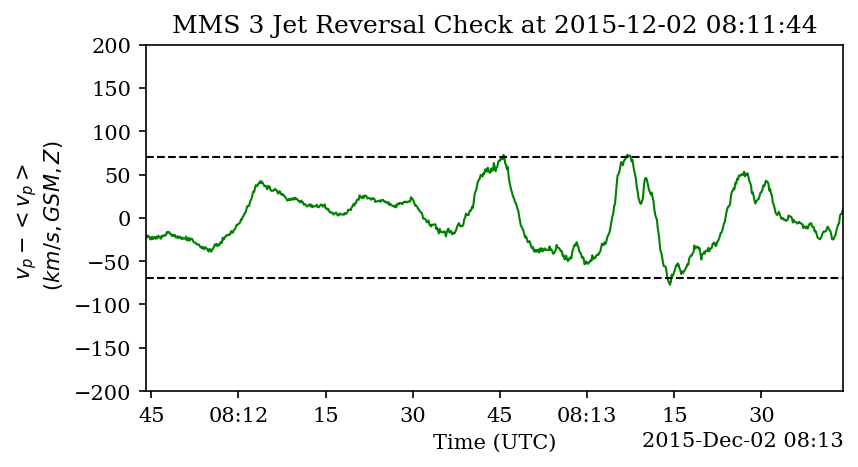 MMS 3 Jet Reversal Check at 2015-12-02 08:11:44
200
150
100
50
0
−50
−100
−150
−200
v_p − < v_p >
(km/s, GSM, Z)
45 08:12 15 30 45 08:13 15 30
Time (UTC)
2015-Dec-02 08:13